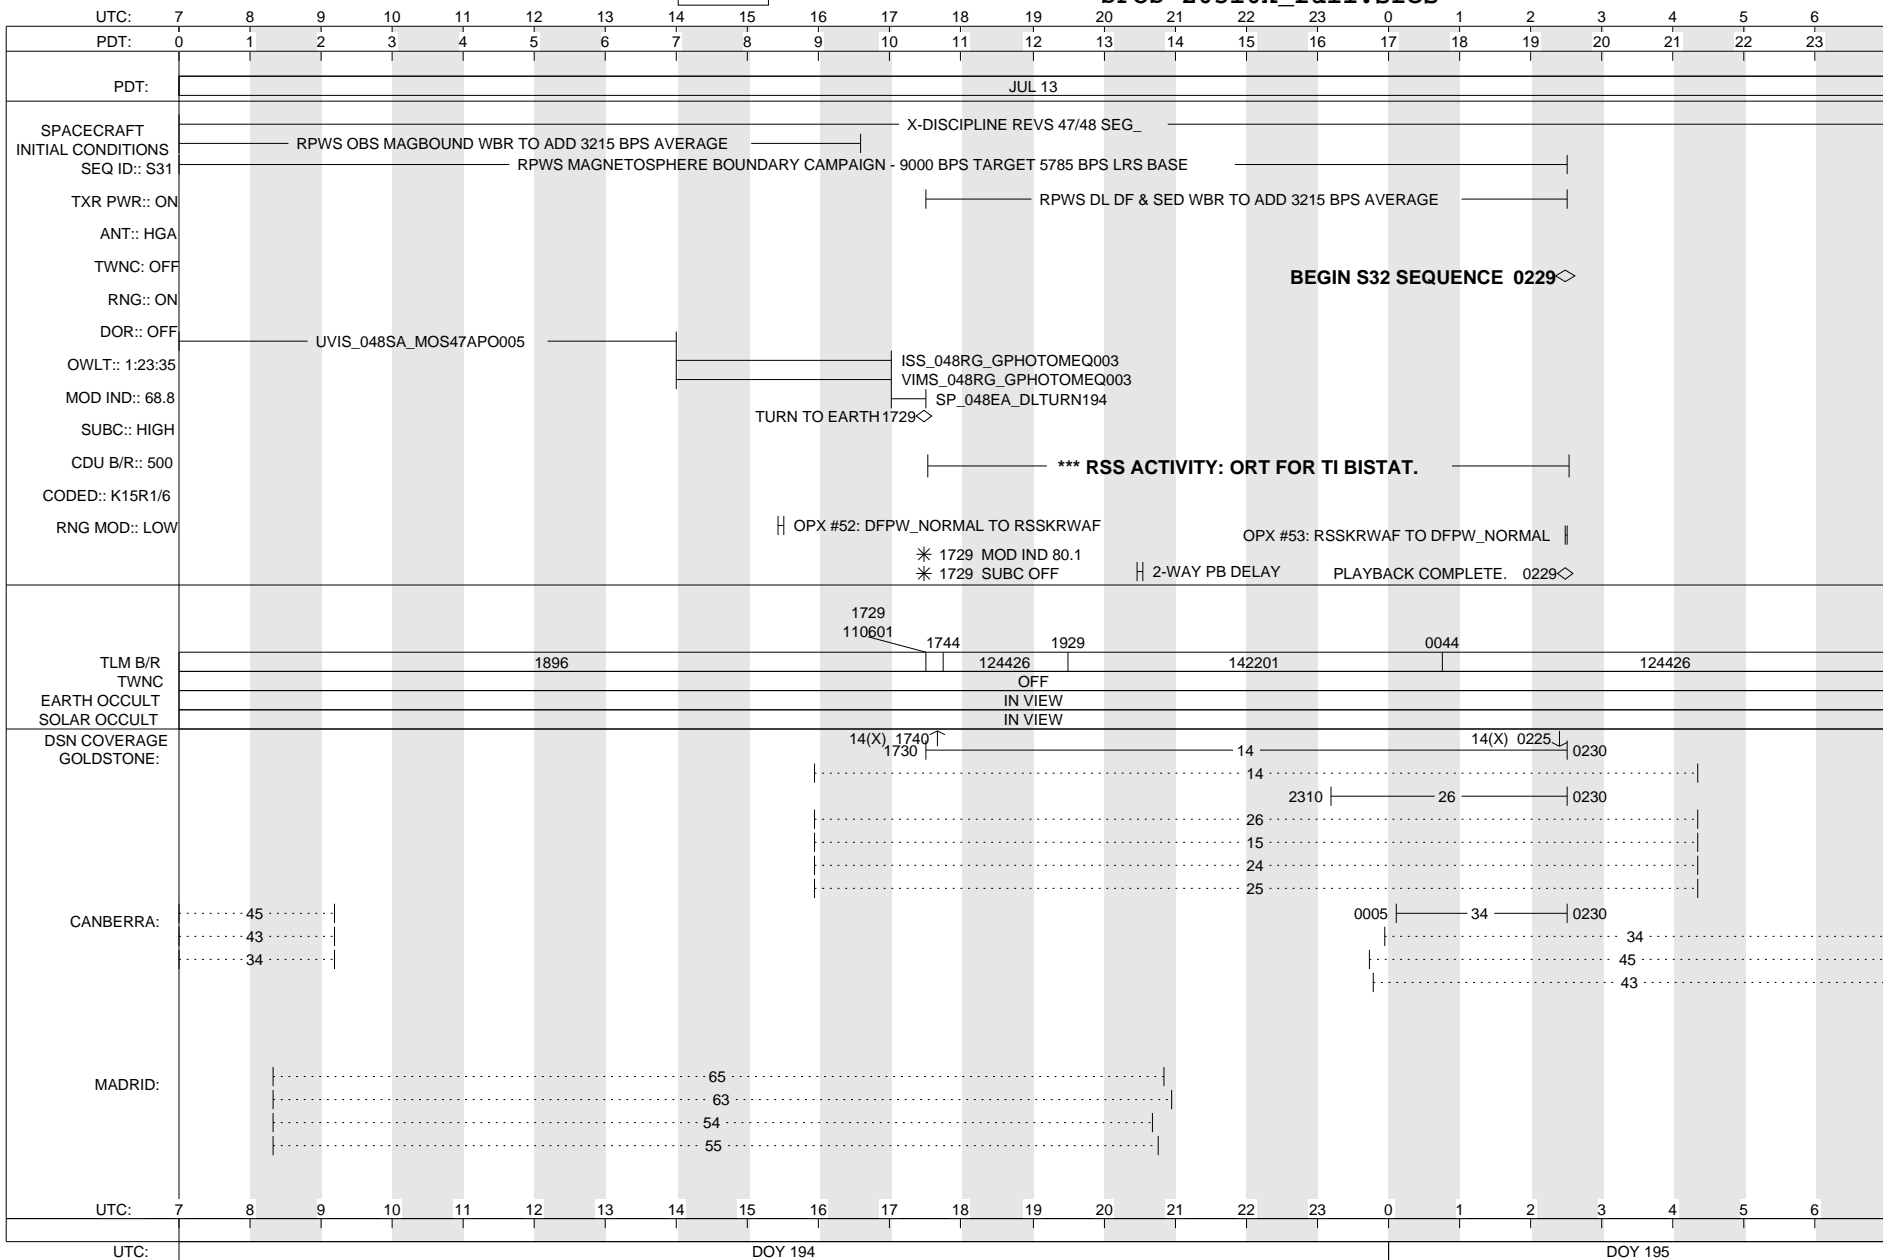 UTC: 7 8 9 10 11 12 13 14 15 16 17 18 19 20 21 22 23 0 1 2 3 4 5 6
PDT: 0 1 2 3 4 5 6 7 8 9 10 11 12 13 14 15 16 17 18 19 20 21 22 23
PDT: JUL 13
SPACECRAFT
INITIAL CONDITIONS
SEQ ID:: S31
TXR PWR:: ON
ANT:: HGA
TWNC: OFF
RNG:: ON
DOR:: OFF
OWLT:: 1:23:35
MOD IND:: 68.8
SUBC:: HIGH
CDU B/R:: 500
CODED:: K15R1/6
RNG MOD:: LOW
X-DISCIPLINE REVS 47/48 SEG_
RPWS OBS MAGBOUND WBR TO ADD 3215 BPS AVERAGE
RPWS MAGNETOSPHERE BOUNDARY CAMPAIGN - 9000 BPS TARGET 5785 BPS LRS BASE
RPWS DL DF & SED WBR TO ADD 3215 BPS AVERAGE
BEGIN S32 SEQUENCE 0229
UVIS_048SA_MOS47APO005
ISS_048RG_GPHOTOMEQ003
VIMS_048RG_GPHOTOMEQ003
SP_048EA_DLTURN194
TURN TO EARTH 1729
*** RSS ACTIVITY: ORT FOR TI BISTAT.
OPX #52: DFPW_NORMAL TO RSSKRWAF
OPX #53: RSSKRWAF TO DFPW_NORMAL
1729 MOD IND 80.1
1729 SUBC OFF
2-WAY PB DELAY
PLAYBACK COMPLETE. 0229
1729
110601
1744 1929 0044
TLM B/R 1896 124426 142201 124426
TWNC OFF
EARTH OCCULT IN VIEW
SOLAR OCCULT IN VIEW
DSN COVERAGE
GOLDSTONE:
14(X) 1740 14(X) 0225
1730 14 0230
14
2310 26 0230
26
15
24
25
CANBERRA:
45 0005 34 0230
43 34
34 45
43
MADRID:
65
63
54
55
UTC: 7 8 9 10 11 12 13 14 15 16 17 18 19 20 21 22 23 0 1 2 3 4 5 6
UTC: DOY 194 DOY 195